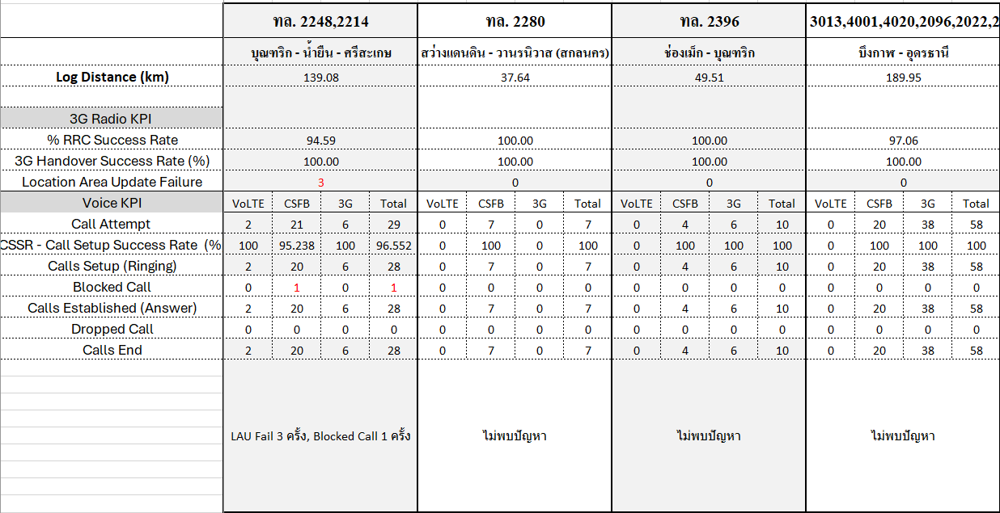 ทล. 2248,2214 ทล. 2280 ทล. 2396 3013,4001,4020,2096,2022,2
บุณฑริก - น้ำยืน - ศรีสะเกษ สว่างแดนดิน - วานรนิวาส (สกลนคร) ช่องเม็ก - บุณฑริก บึงกาฬ - อุดรธานี
Log Distance (km) 139.08 37.64 49.51 189.95
3G Radio KPI
% RRC Success Rate 94.59 100.00 100.00 97.06
3G Handover Success Rate (%) 100.00 100.00 100.00 100.00
Location Area Update Failure 3 0 0 0
Voice KPI VoLTE CSFB 3G Total VoLTE CSFB 3G Total VoLTE CSFB 3G Total VoLTE CSFB 3G Total
Call Attempt 2 21 6 29 0 7 0 7 0 4 6 10 0 20 38 58
CSSR - Call Setup Success Rate (% 100 95.238 100 96.552 0 100 0 100 0 100 100 100 0 100 100 100
Calls Setup (Ringing) 2 20 6 28 0 7 0 7 0 4 6 10 0 20 38 58
Blocked Call 0 1 0 1 0 0 0 0 0 0 0 0 0 0 0 0
Calls Established (Answer) 2 20 6 28 0 7 0 7 0 4 6 10 0 20 38 58
Dropped Call 0 0 0 0 0 0 0 0 0 0 0 0 0 0 0 0
Calls End 2 20 6 28 0 7 0 7 0 4 6 10 0 20 38 58
LAU Fail 3 ครั้ง, Blocked Call 1 ครั้ง ไม่พบปัญหา ไม่พบปัญหา ไม่พบปัญหา